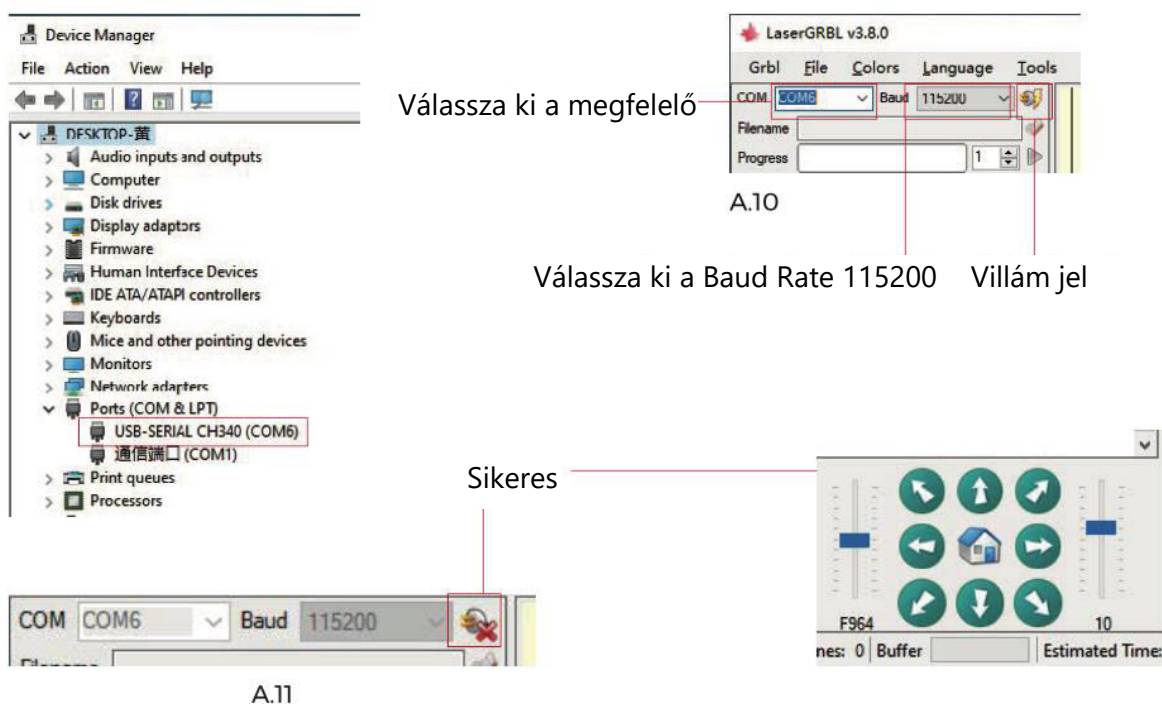 Device Manager
File Action View Help
DESKTOP-黄
Audio inputs and outputs
Computer
Disk drives
Display adaptors
Firmware
Human Interface Devices
IDE ATA/ATAPI controllers
Keyboards
Mice and other pointing devices
Monitors
Network adapters
Ports (COM & LPT)
USB-SERIAL CH340 (COM6)
通信端口 (COM1)
Print queues
Processors
Válassza ki a megfelelő
LaserGRBL v3.8.0
Grbl File Colors Language Tools
COM COM6 Baud 115200
Filename
Progress 1
A.10
Válassza ki a Baud Rate 115200 Villám jel
Sikeres
F964 10
nes: 0 Buffer Estimated Time:
COM COM6 Baud 115200
A.11